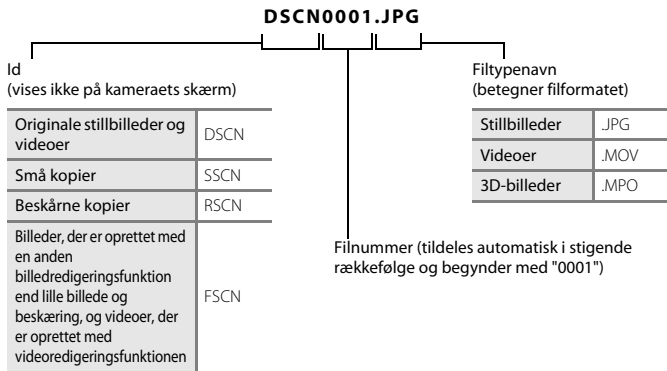 DSCN0001.JPG
Id
(vises ikke på kameraets skærm)
Originale stillbilleder og
videoer
DSCN
Små kopier
SSCN
Beskårne kopier
RSCN
Billeder, der er oprettet med
en anden
billedredigeringsfunktion
end lille billede og
beskæring, og videoer, der
er oprettet med
videoredigeringsfunktionen
FSCN
Filtypenavn
(betegner filformatet)
Stillbilleder
.JPG
Videoer
.MOV
3D-billeder
.MPO
Filnummer (tildeles automatisk i stigende
rækkefølge og begynder med "0001")